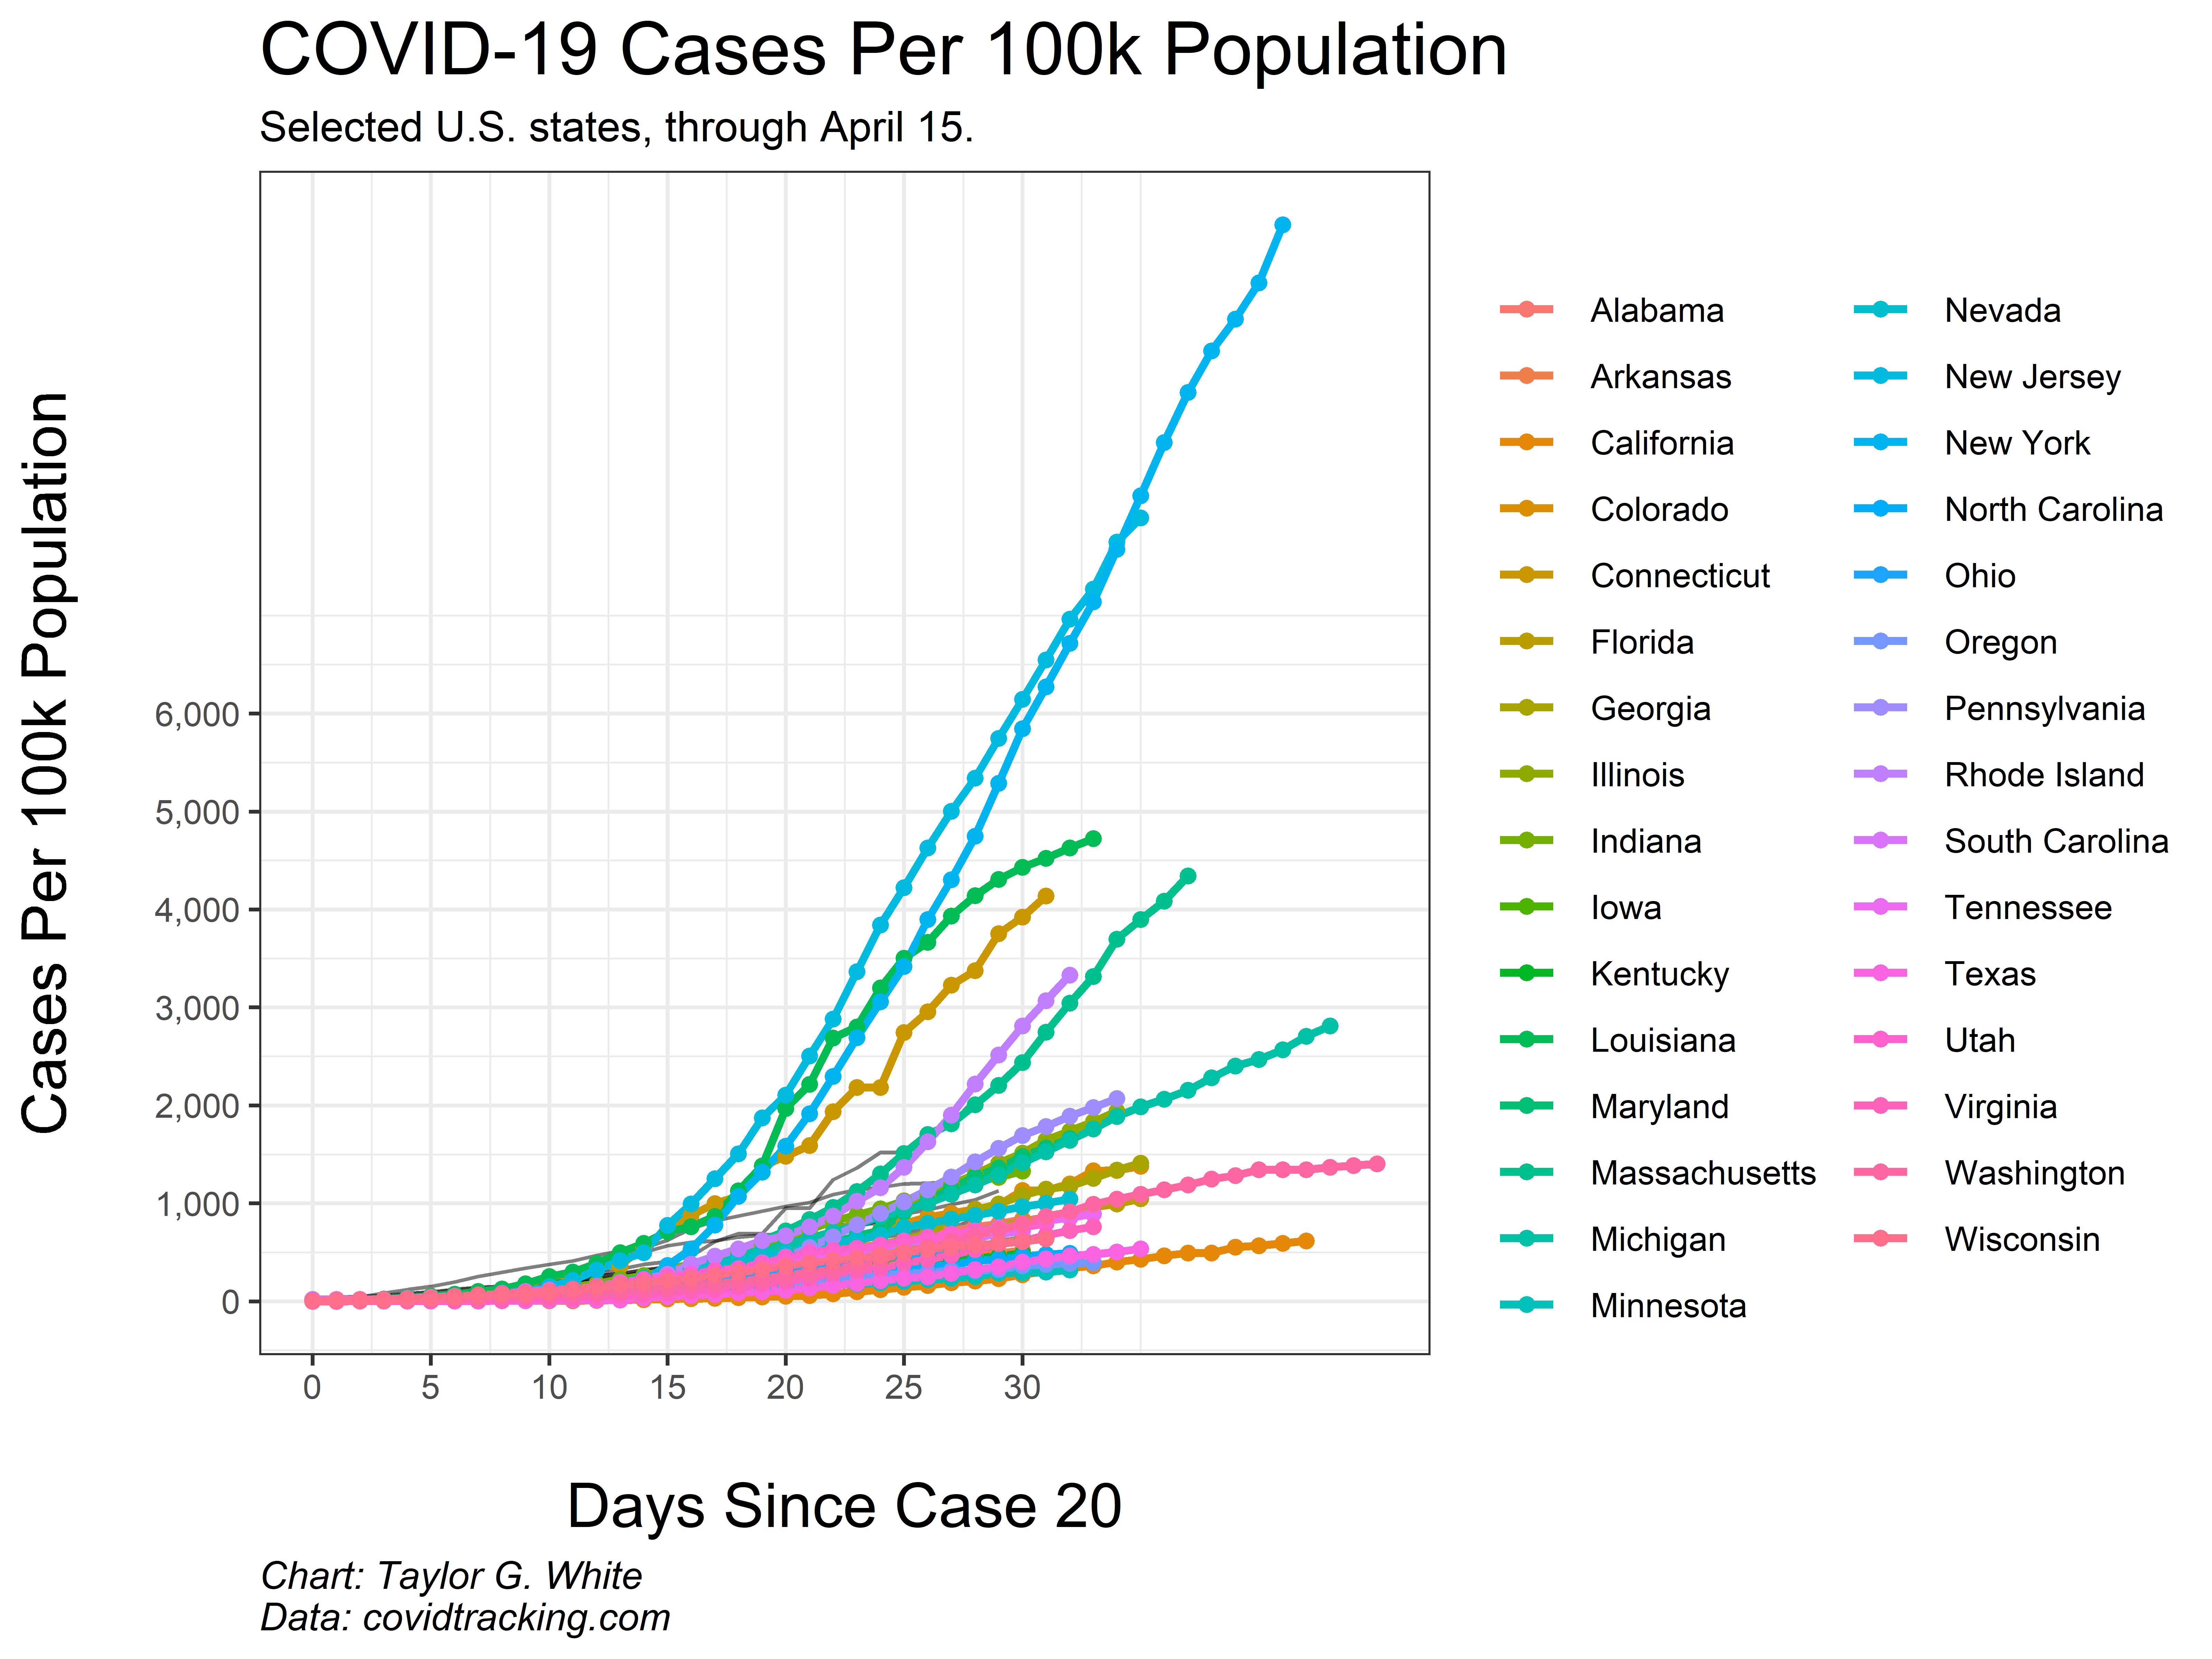 COVID-19 Cases Per 100k Population
Selected U.S. states, through April 15.
Cases Per 100k Population
6,000
5,000
4,000
3,000
2,000
1,000
0
0 5 10 15 20 25 30
Days Since Case 20
Chart: Taylor G. White
Data: covidtracking.com
Alabama
Arkansas
California
Colorado
Connecticut
Florida
Georgia
Illinois
Indiana
Iowa
Kentucky
Louisiana
Maryland
Massachusetts
Michigan
Minnesota
Nevada
New Jersey
New York
North Carolina
Ohio
Oregon
Pennsylvania
Rhode Island
South Carolina
Tennessee
Texas
Utah
Virginia
Washington
Wisconsin